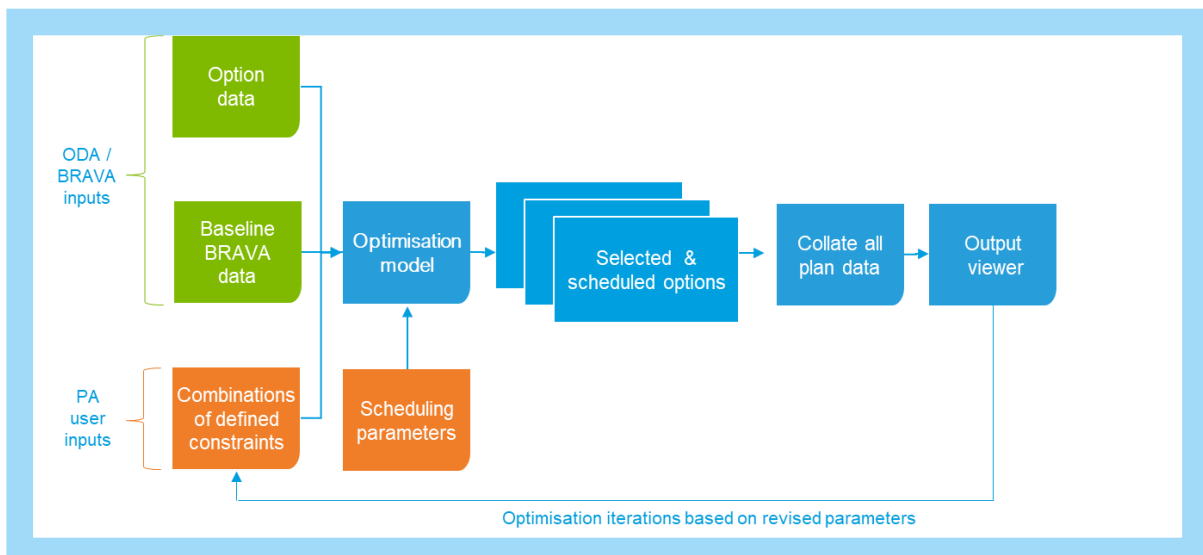 Option
data
ODA /
BRAVA
inputs
Baseline
BRAVA
data
Optimisation
model
Selected &
scheduled options
Collate all
plan data
Output
viewer
PA
user
inputs
Combinations
of defined
constraints
Scheduling
parameters
Optimisation iterations based on revised parameters